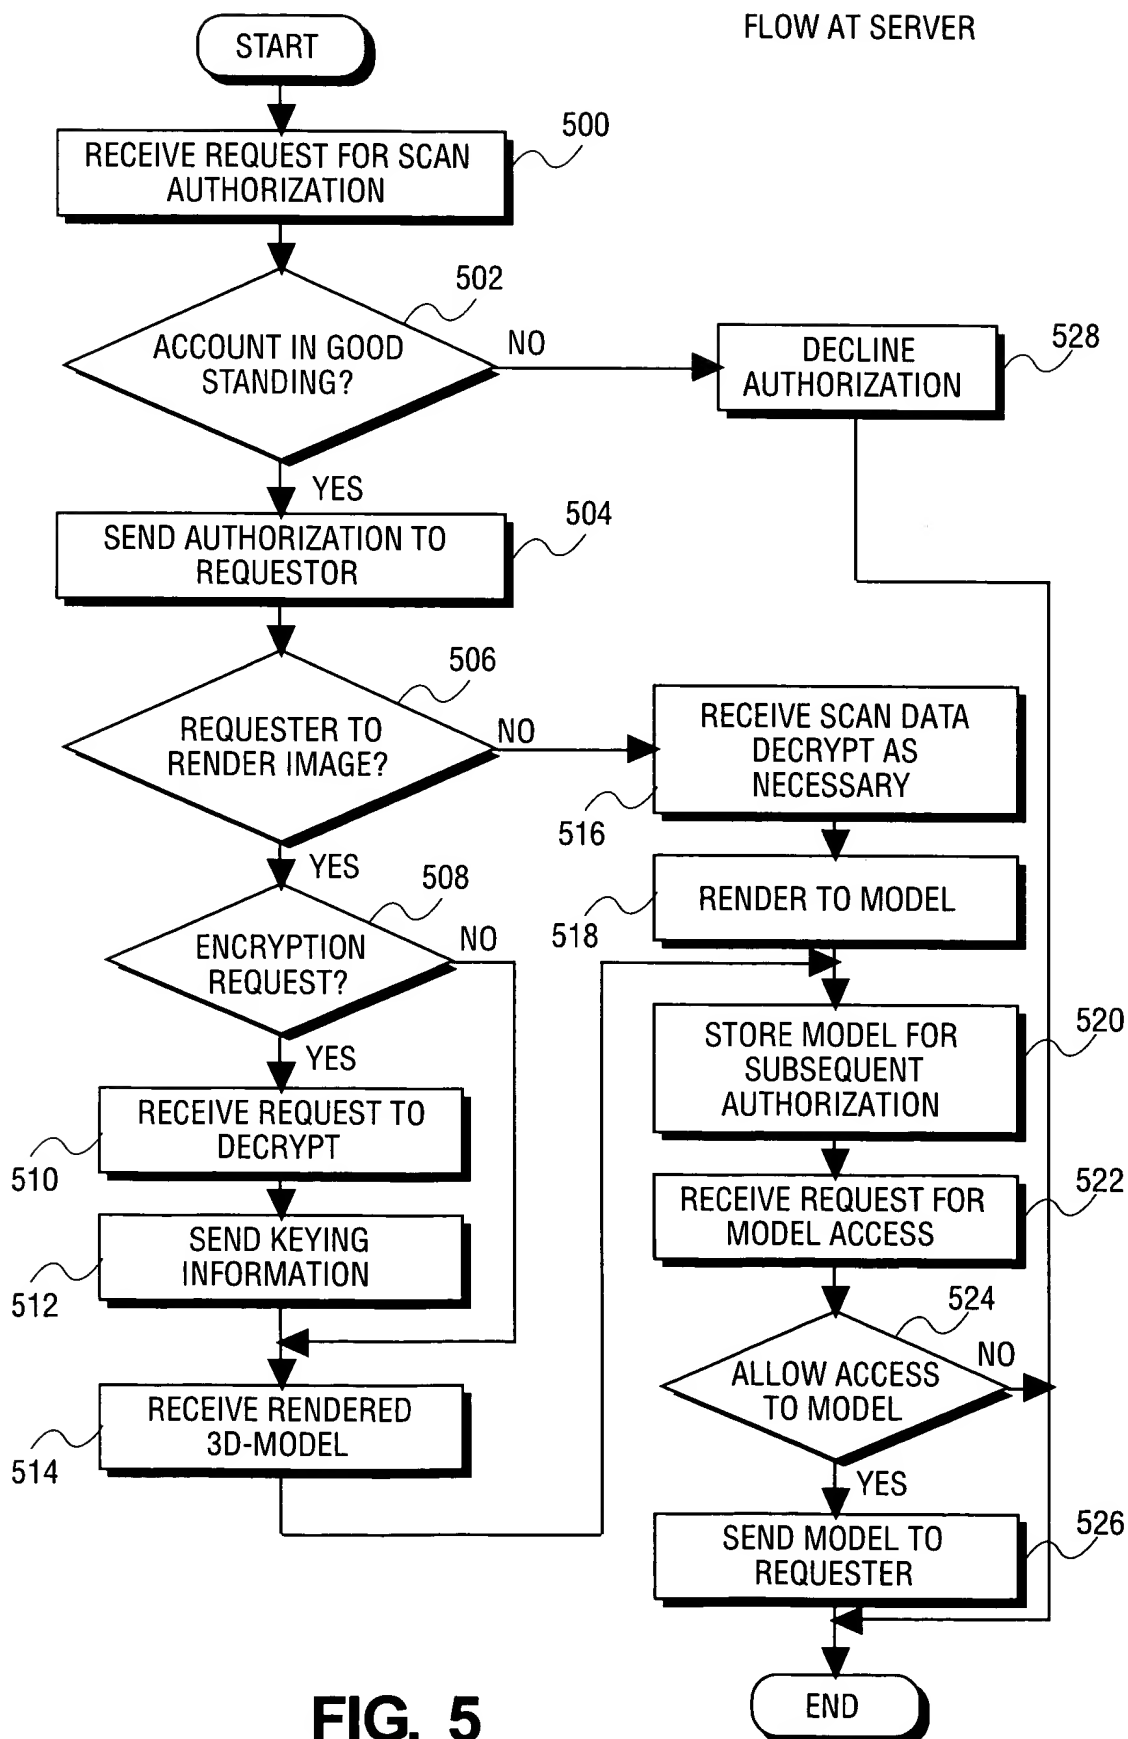 FLOW AT SERVER
START
500
RECEIVE REQUEST FOR SCAN
AUTHORIZATION
502
ACCOUNT IN GOOD
STANDING?
NO
DECLINE
AUTHORIZATION
528
YES
504
SEND AUTHORIZATION TO
REQUESTOR
506
REQUESTER TO
RENDER IMAGE?
NO
RECEIVE SCAN DATA
DECRYPT AS
NECESSARY
516
YES
508
ENCRYPTION
REQUEST?
NO
RENDER TO MODEL
518
YES
STORE MODEL FOR
SUBSEQUENT
AUTHORIZATION
520
RECEIVE REQUEST TO
DECRYPT
510
RECEIVE REQUEST FOR
MODEL ACCESS
522
SEND KEYING
INFORMATION
512
524
ALLOW ACCESS
TO MODEL
NO
RECEIVE RENDERED
3D-MODEL
514
YES
SEND MODEL TO
REQUESTER
526
END
FIG. 5